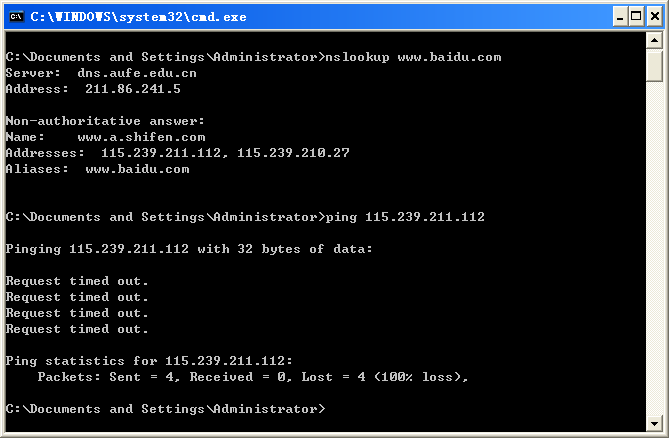 C:\WINDOWS\system32\cmd.exe
C:\Documents and Settings\Administrator>nslookup www.baidu.com
Server:  dns.aufe.edu.cn
Address:  211.86.241.5
Non-authoritative answer:
Name:    www.a.shifen.com
Addresses:  115.239.211.112, 115.239.210.27
Aliases:  www.baidu.com
C:\Documents and Settings\Administrator>ping 115.239.211.112
Pinging 115.239.211.112 with 32 bytes of data:
Request timed out.
Request timed out.
Request timed out.
Request timed out.
Ping statistics for 115.239.211.112:
    Packets: Sent = 4, Received = 0, Lost = 4 (100% loss),
C:\Documents and Settings\Administrator>